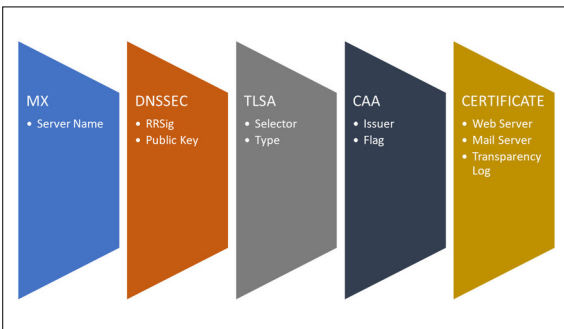 MX
• Server Name
DNSSEC
• RRSig
• Public Key
TLSA
• Selector
• Type
CAA
• Issuer
• Flag
CERTIFICATE
• Web Server
• Mail Server
• Transparency
Log